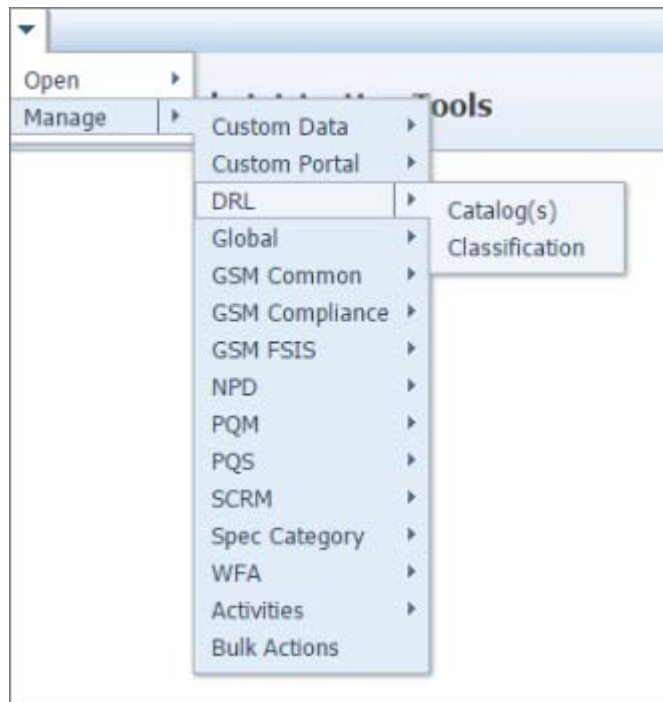 Open
Manage
Tools
Custom Data
Custom Portal
DRL
Catalog(s)
Global
Classification
GSM Common
GSM Compliance
GSM FSIS
NPD
PQM
PQS
SCRM
Spec Category
WFA
Activities
Bulk Actions